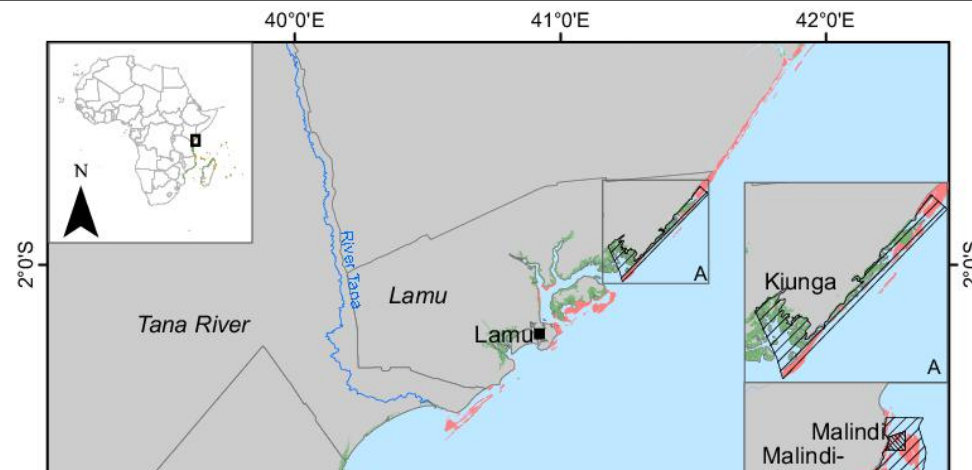 40°0'E
41°0'E
42°0'E
N
2°0'S
2°0'S
River Tana
Lamu
Tana River
Lamu
A
Kiunga
A
Malindi
Malindi-